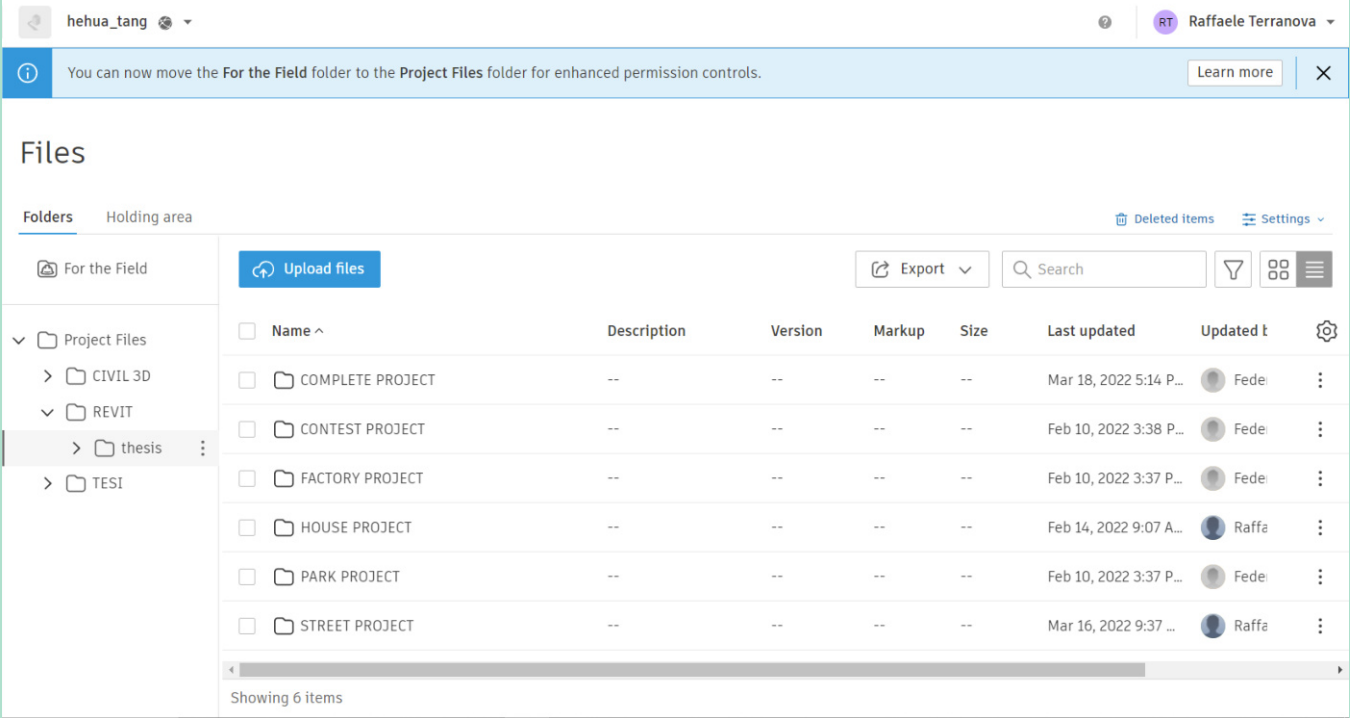 hehua_tang
RT Raffaele Terranova
You can now move the For the Field folder to the Project Files folder for enhanced permission controls. Learn more
Files
Folders Holding area Deleted items Settings
For the Field Upload files Export Search
Project Files
CIVIL 3D
REVIT
thesis
TESI
Name Description Version Markup Size Last updated Updated b
COMPLETE PROJECT -- -- -- -- Mar 18, 2022 5:14 P... Fede
CONTEST PROJECT -- -- -- -- Feb 10, 2022 3:38 P... Fede
FACTORY PROJECT -- -- -- -- Feb 10, 2022 3:37 P... Fede
HOUSE PROJECT -- -- -- -- Feb 14, 2022 9:07 A... Raffa
PARK PROJECT -- -- -- -- Feb 10, 2022 3:37 P... Fede
STREET PROJECT -- -- -- -- Mar 16, 2022 9:37 ... Raffa
Showing 6 items